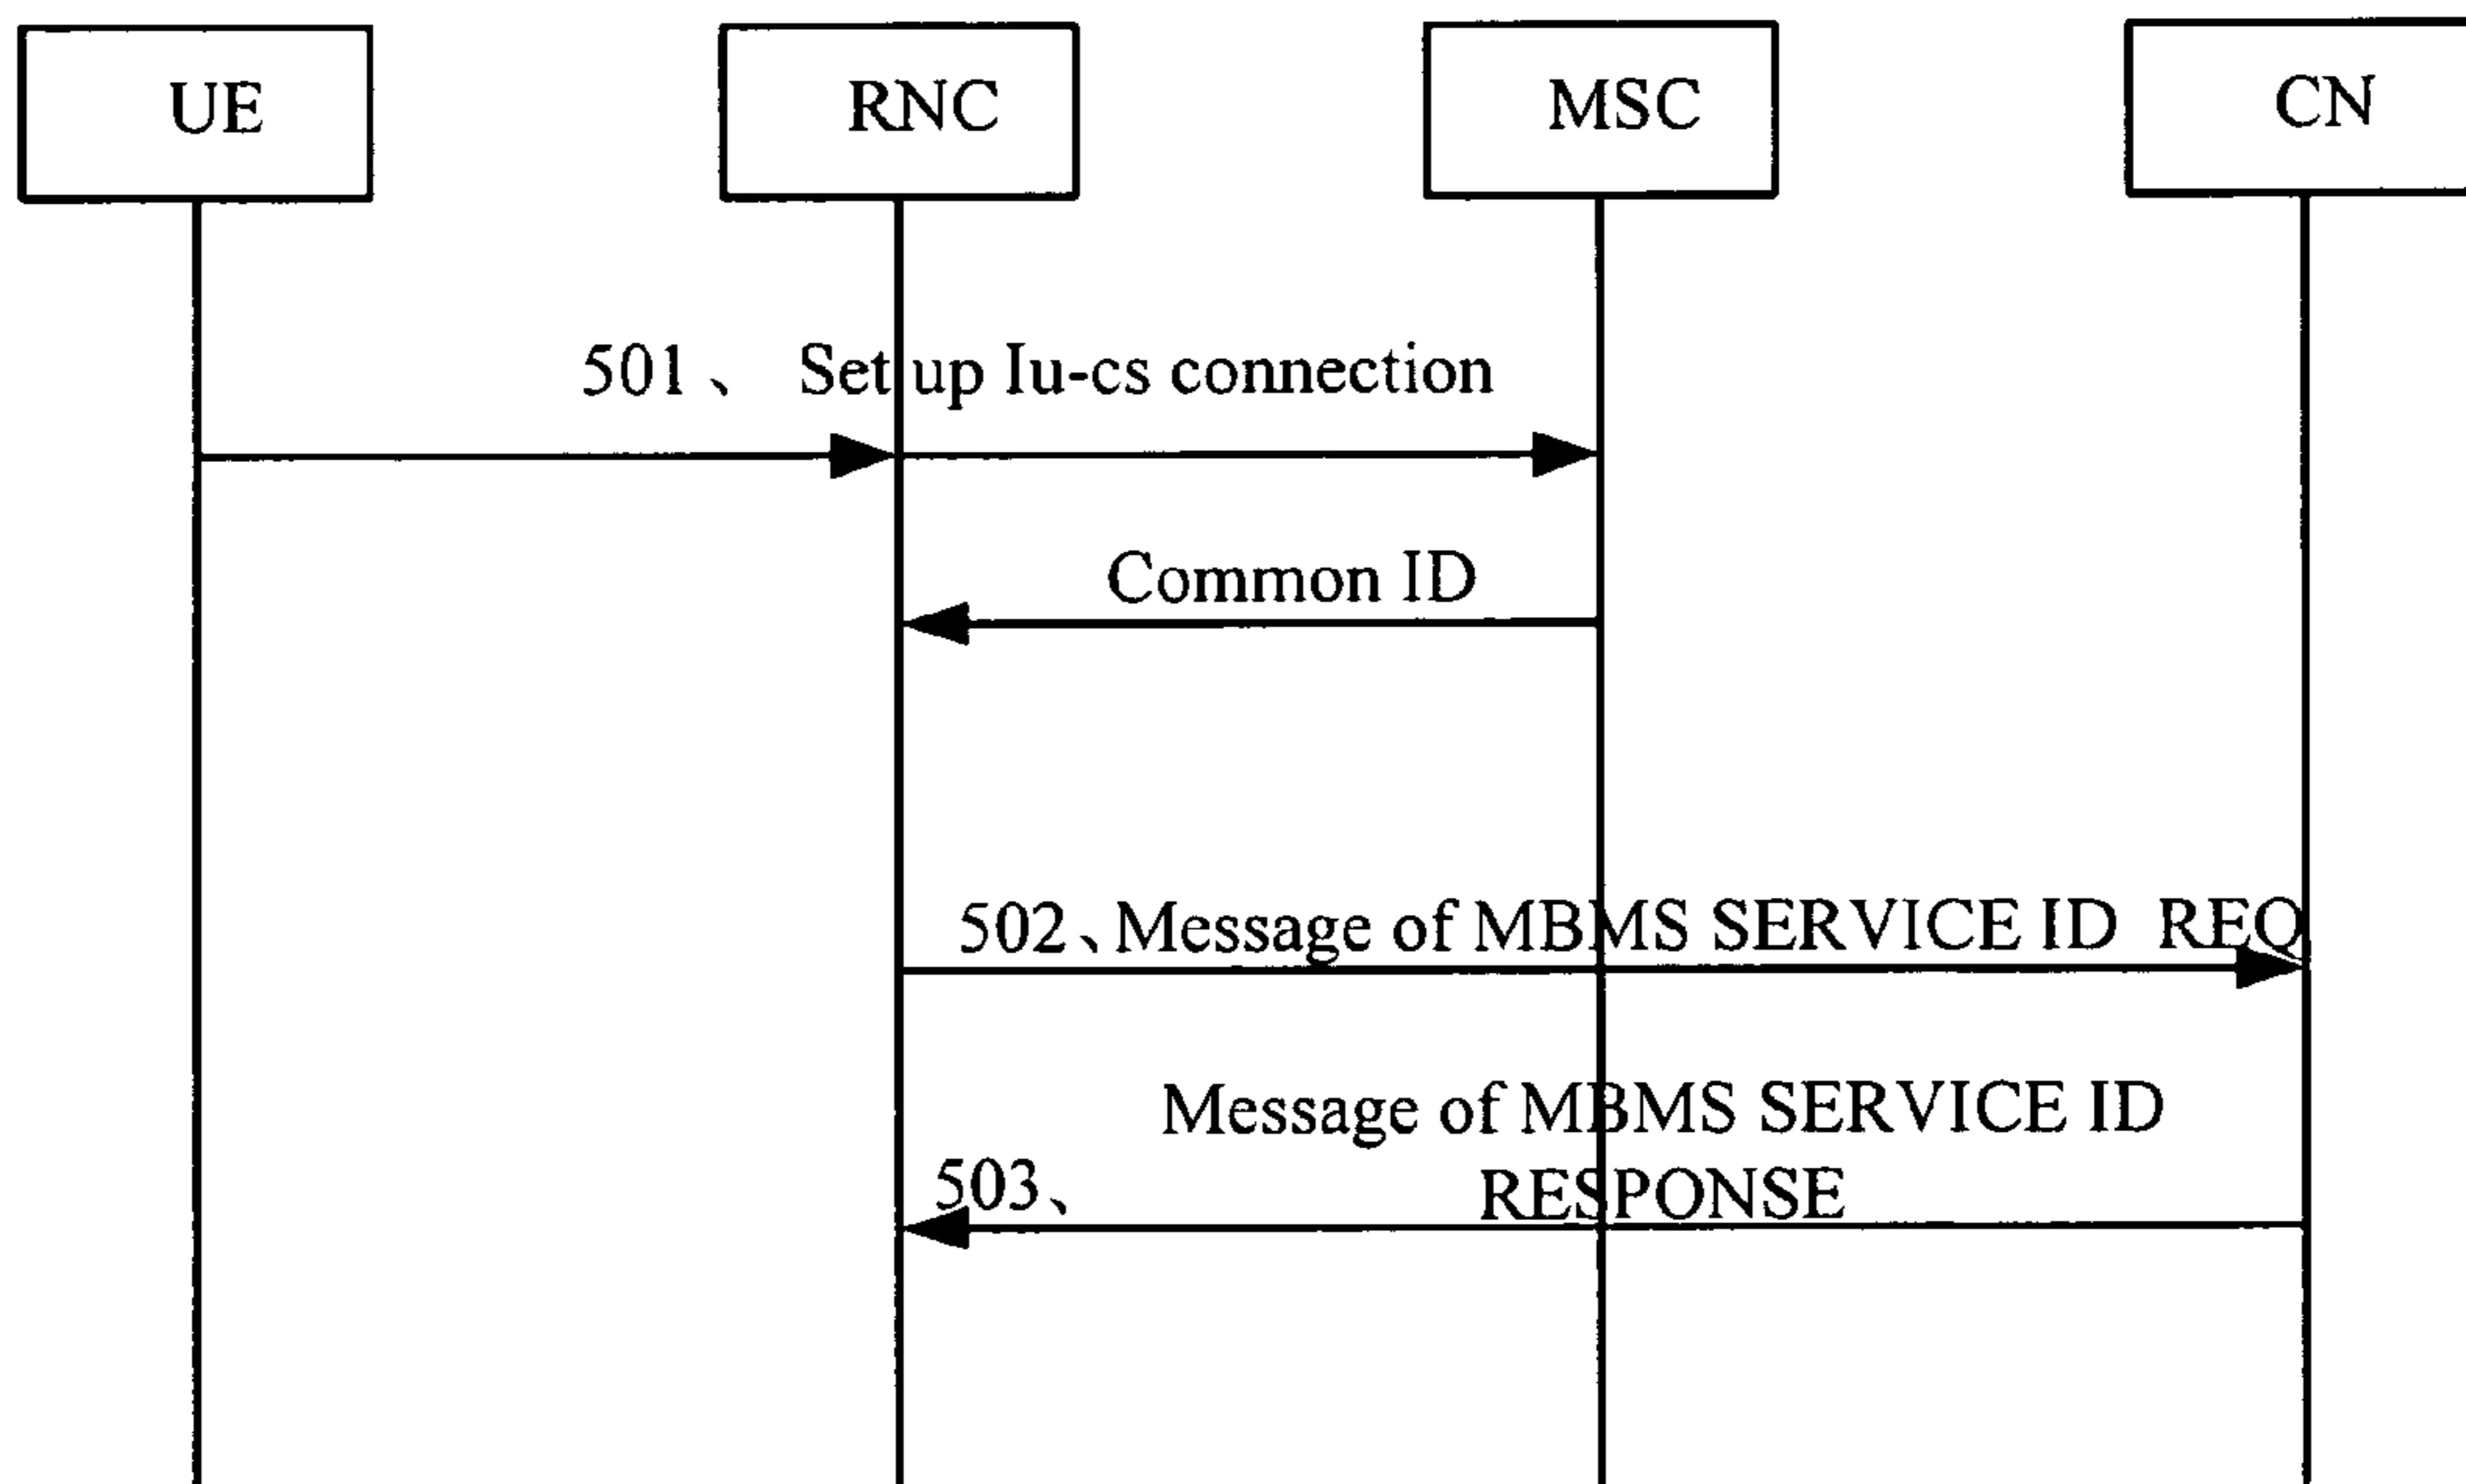 UE
RNC
MSC
CN
501、 Set up Iu-cs connection
Common ID
502、Message of MBMS SERVICE ID REQ
Message of MBMS SERVICE ID
503、 RESPONSE